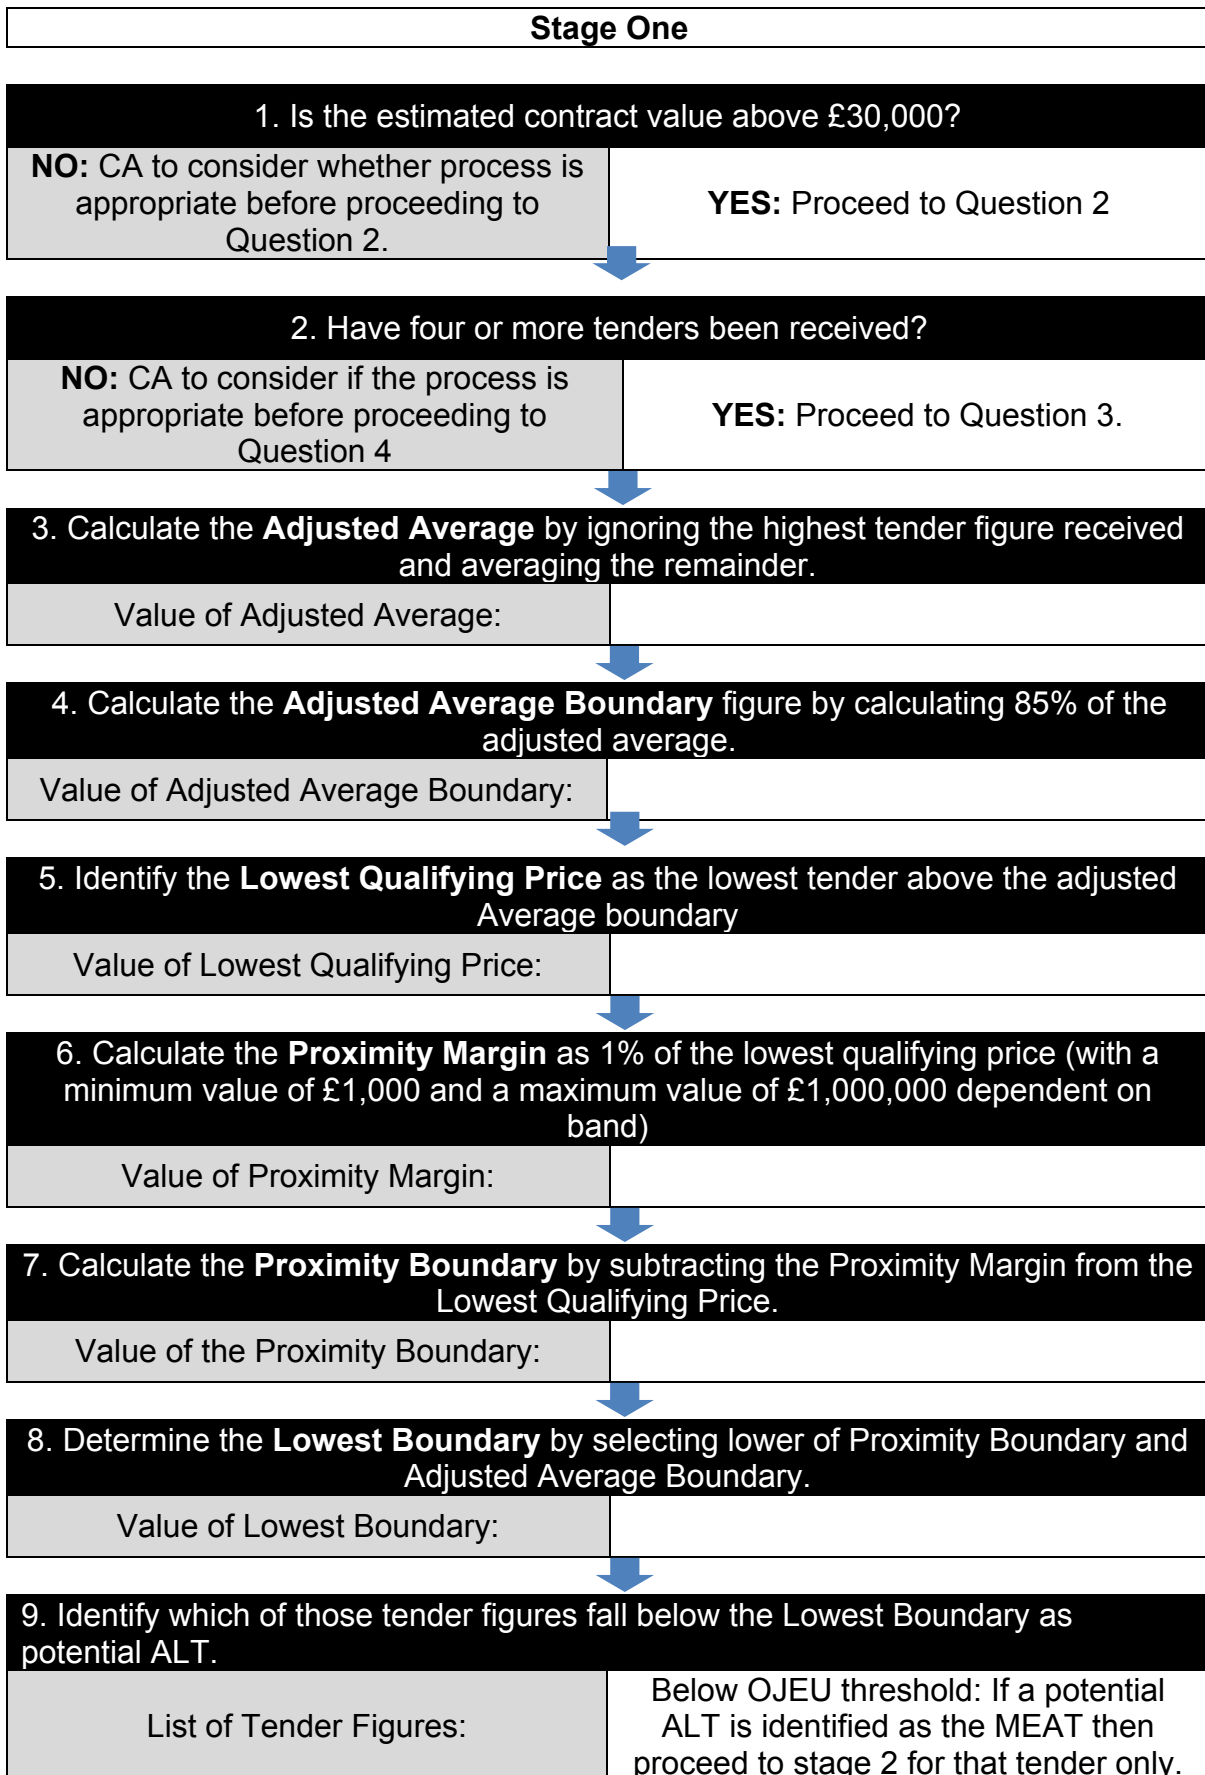 Stage One
1. Is the estimated contract value above £30,000?
NO: CA to consider whether process is
appropriate before proceeding to
Question 2.
YES: Proceed to Question 2
2. Have four or more tenders been received?
NO: CA to consider if the process is
appropriate before proceeding to
Question 4
YES: Proceed to Question 3.
3. Calculate the Adjusted Average by ignoring the highest tender figure received
and averaging the remainder.
Value of Adjusted Average:
4. Calculate the Adjusted Average Boundary figure by calculating 85% of the
adjusted average.
Value of Adjusted Average Boundary:
5. Identify the Lowest Qualifying Price as the lowest tender above the adjusted
Average boundary
Value of Lowest Qualifying Price:
6. Calculate the Proximity Margin as 1% of the lowest qualifying price (with a
minimum value of £1,000 and a maximum value of £1,000,000 dependent on
band)
Value of Proximity Margin:
7. Calculate the Proximity Boundary by subtracting the Proximity Margin from the
Lowest Qualifying Price.
Value of the Proximity Boundary:
8. Determine the Lowest Boundary by selecting lower of Proximity Boundary and
Adjusted Average Boundary.
Value of Lowest Boundary:
9. Identify which of those tender figures fall below the Lowest Boundary as
potential ALT.
List of Tender Figures:
Below OJEU threshold: If a potential
ALT is identified as the MEAT then
proceed to stage 2 for that tender only.